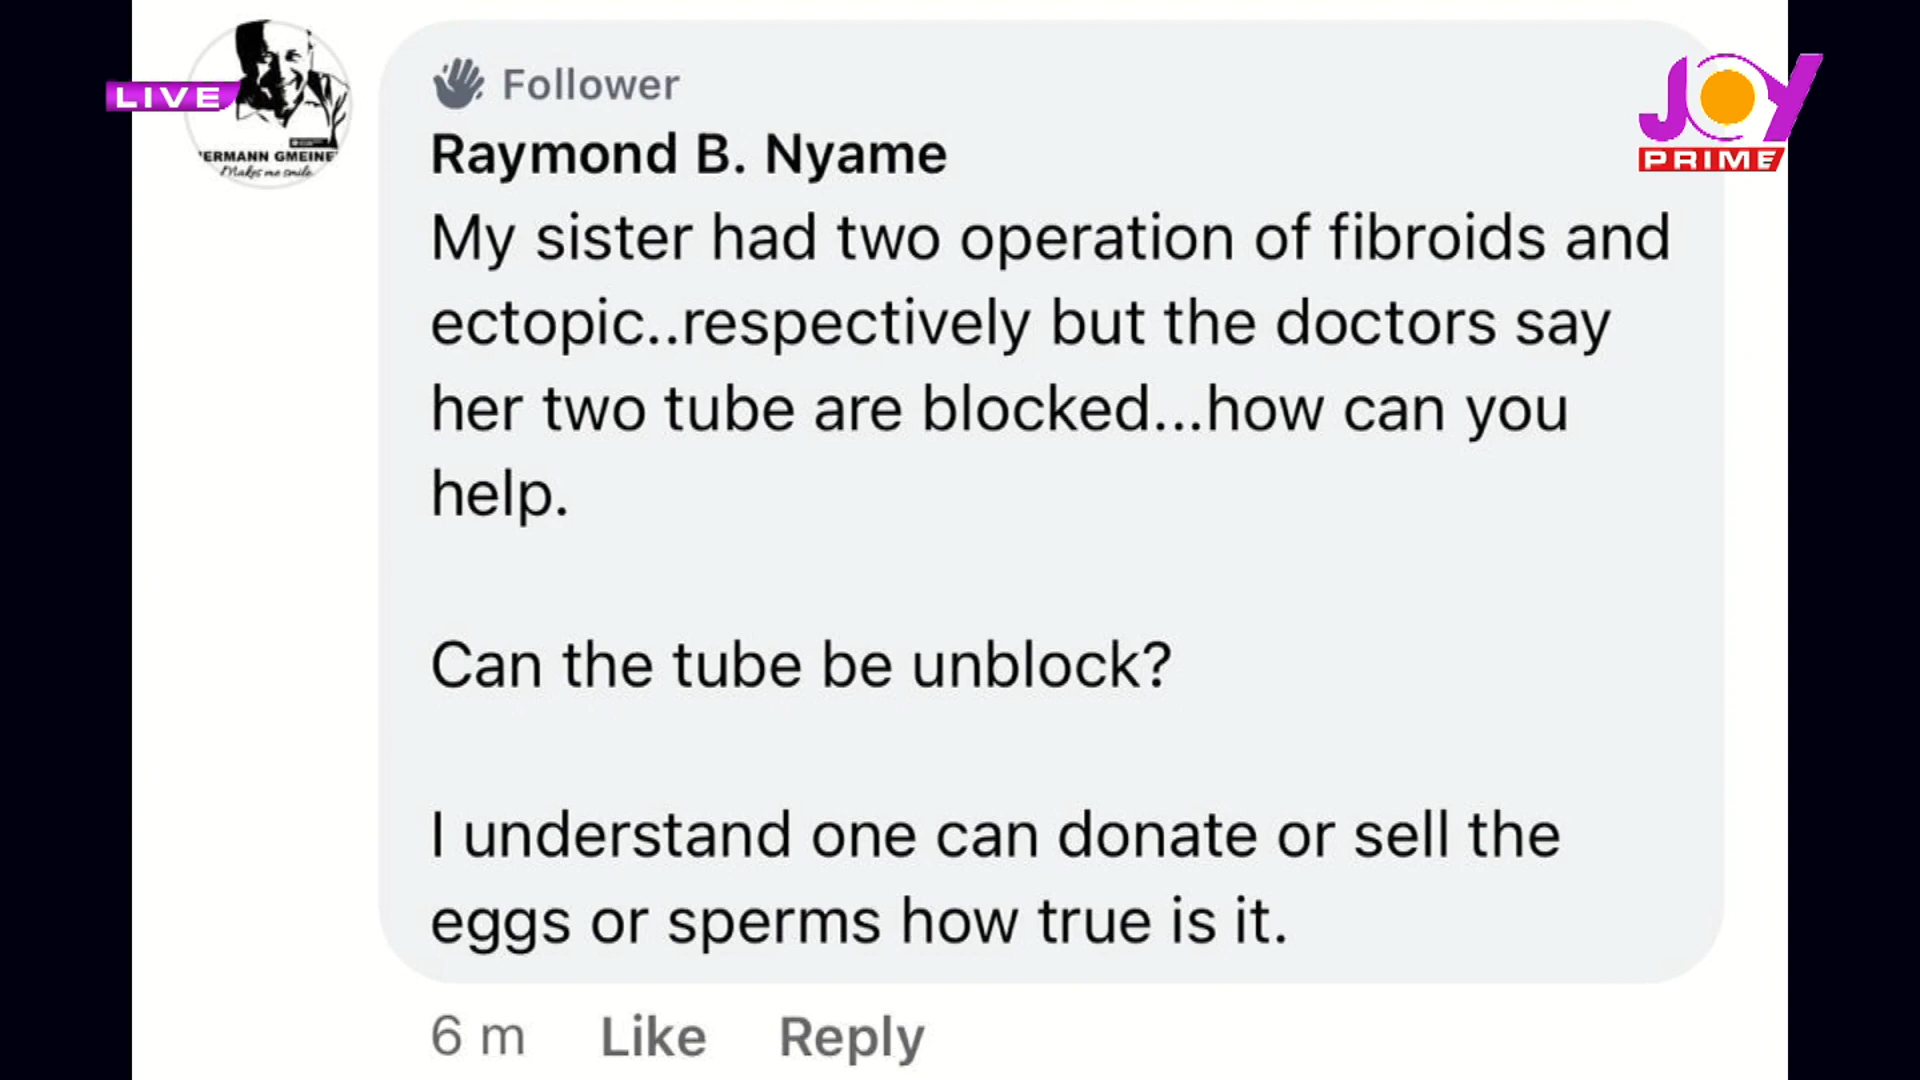 LIVE
ERMANN GMEINE
Makes me smile
JOY
PRIME
Follower
Raymond B. Nyame
My sister had two operation of fibroids and
ectopic..respectively but the doctors say
her two tube are blocked...how can you
help.
Can the tube be unblock?
I understand one can donate or sell the
eggs or sperms how true is it.
6 m Like Reply